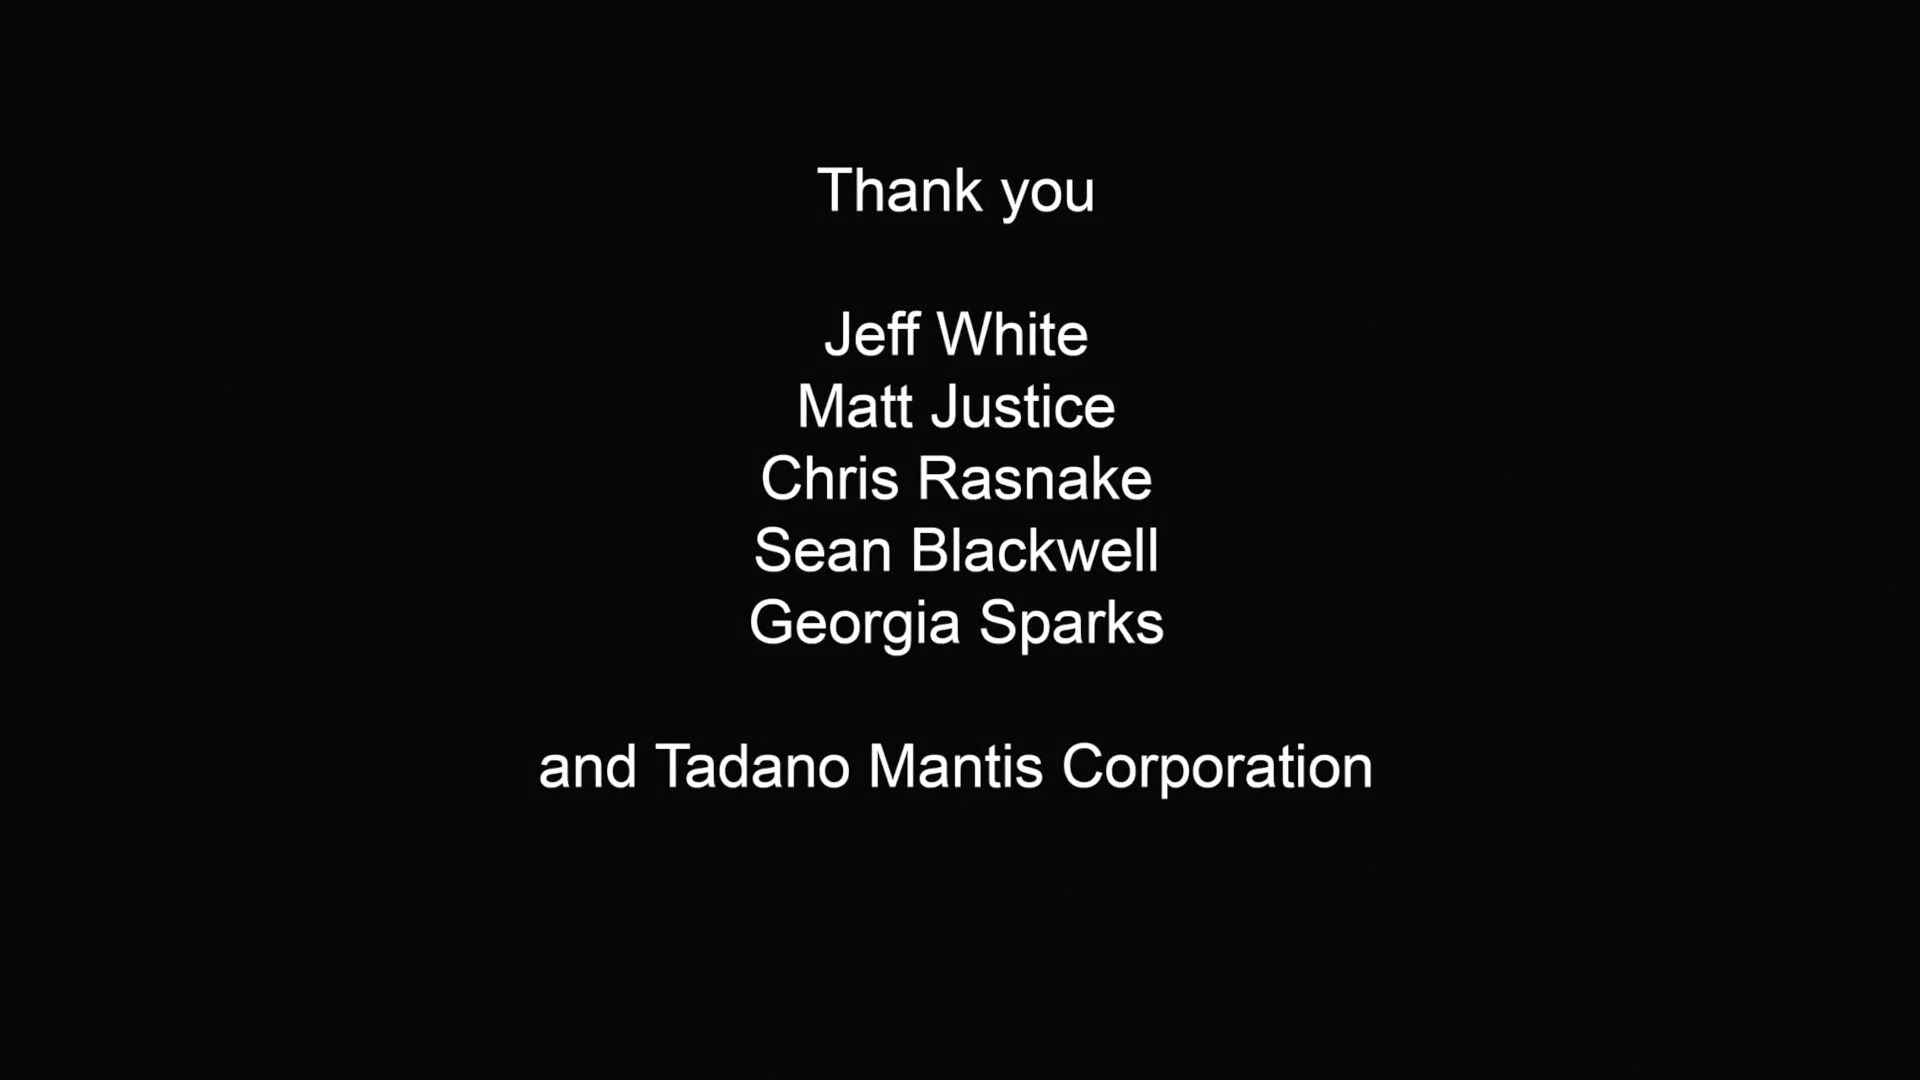 Thank you
Jeff White
Matt Justice
Chris Rasnake
Sean Blackwell
Georgia Sparks
and Tadano Mantis Corporation